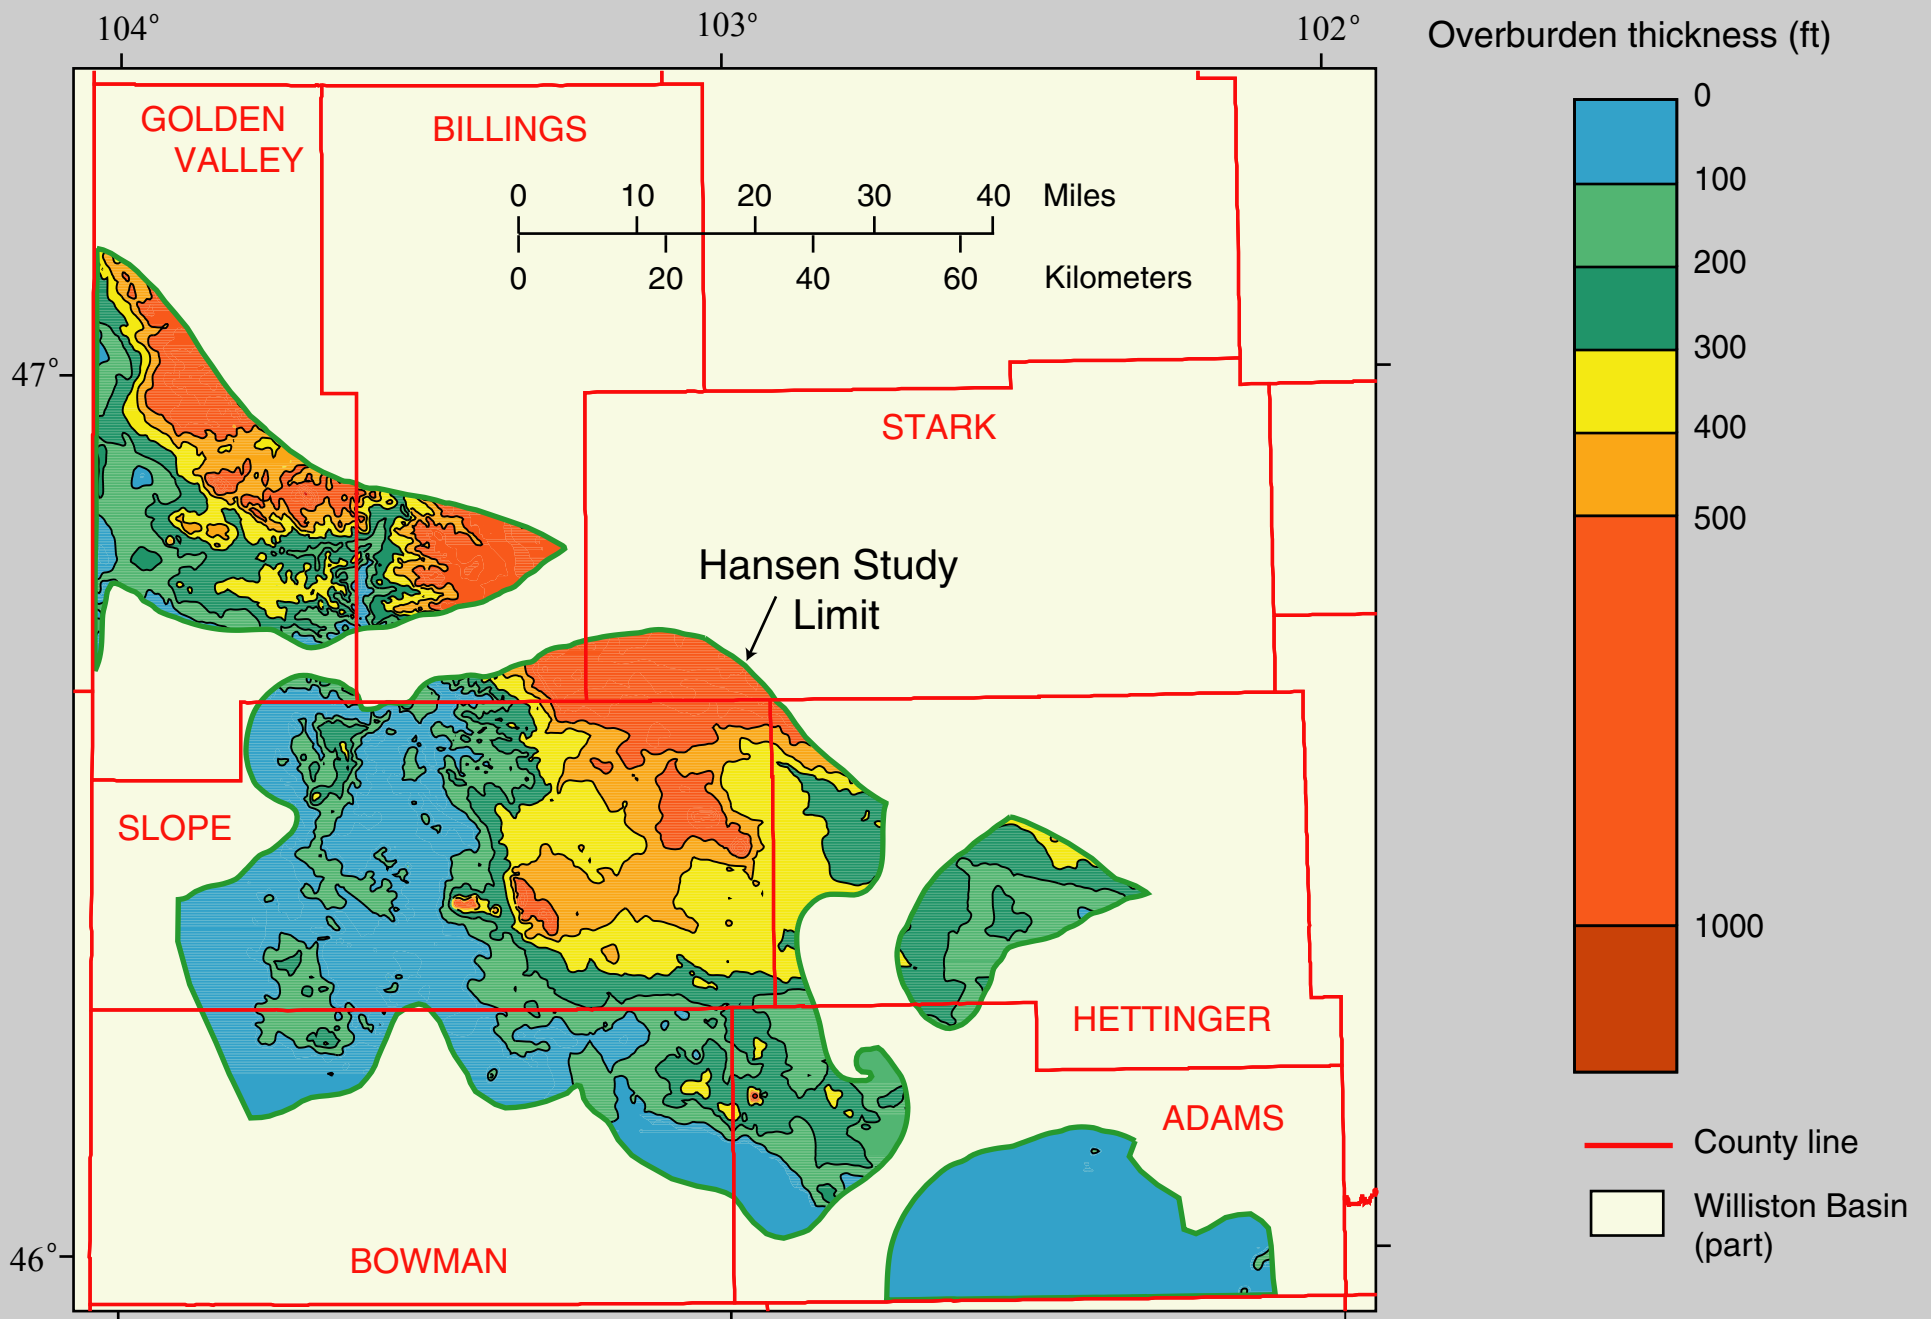 104°
103°
102°
Overburden thickness (ft)
GOLDEN
VALLEY
BILLINGS
0 10 20 30 40 Miles
0 20 40 60 Kilometers
0
100
200
300
400
500
1000
47°
STARK
Hansen Study
Limit
SLOPE
HETTINGER
ADAMS
BOWMAN
46°
County line
Williston Basin
(part)